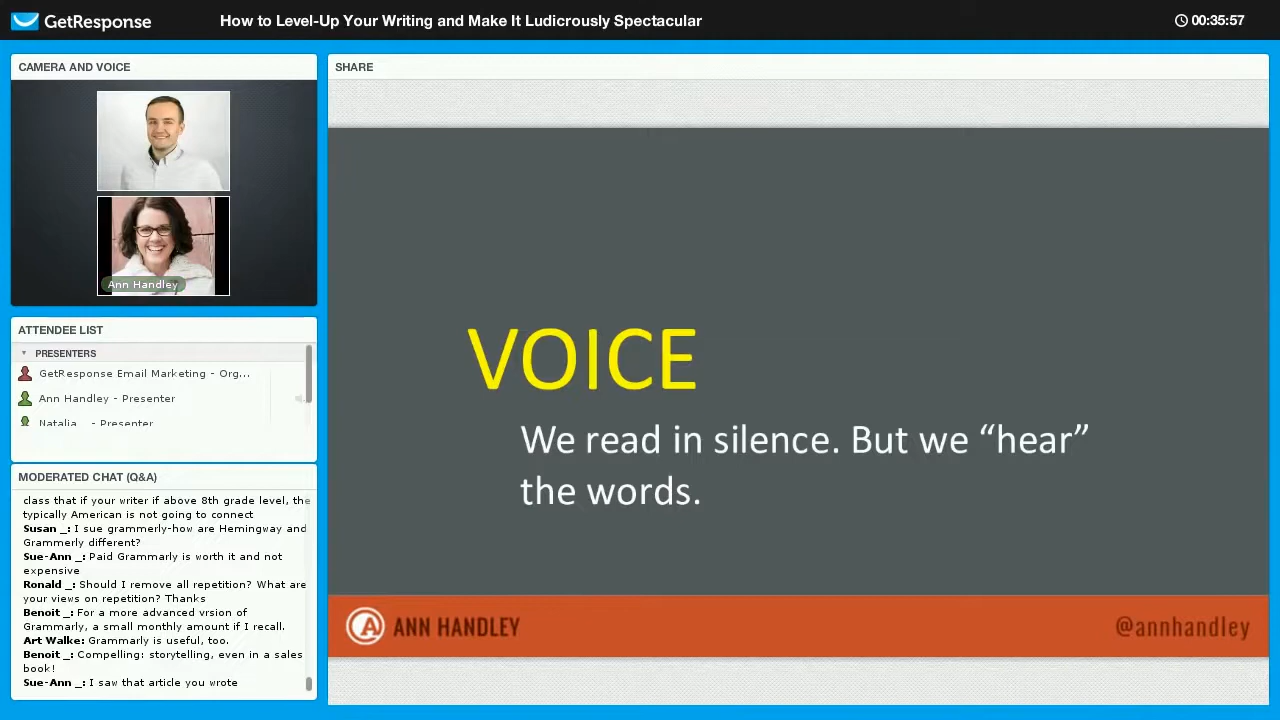 GetResponse
How to Level-Up Your Writing and Make It Ludicrously Spectacular
00:35:57
CAMERA AND VOICE
Ann Handley
ATTENDEE LIST
PRESENTERS
GetResponse Email Marketing - Org...
Ann Handley - Presenter
Natalia _ - Presenter
MODERATED CHAT (Q&A)
class that if your writer if above 8th grade level, the
typically American is not going to connect
Susan _: I sue grammerly-how are Hemingway and
Grammerly different?
Sue-Ann _: Paid Grammarly is worth it and not
expensive
Ronald _: Should I remove all repetition? What are
your views on repetition? Thanks
Benoit _: For a more advanced vrsion of
Grammarly, a small monthly amount if I recall.
Art Walke: Grammarly is useful, too.
Benoit _: Compelling: storytelling, even in a sales
book!
Sue-Ann _: I saw that article you wrote
SHARE
VOICE
We read in silence. But we “hear”
the words.
A ANN HANDLEY
@annhandley